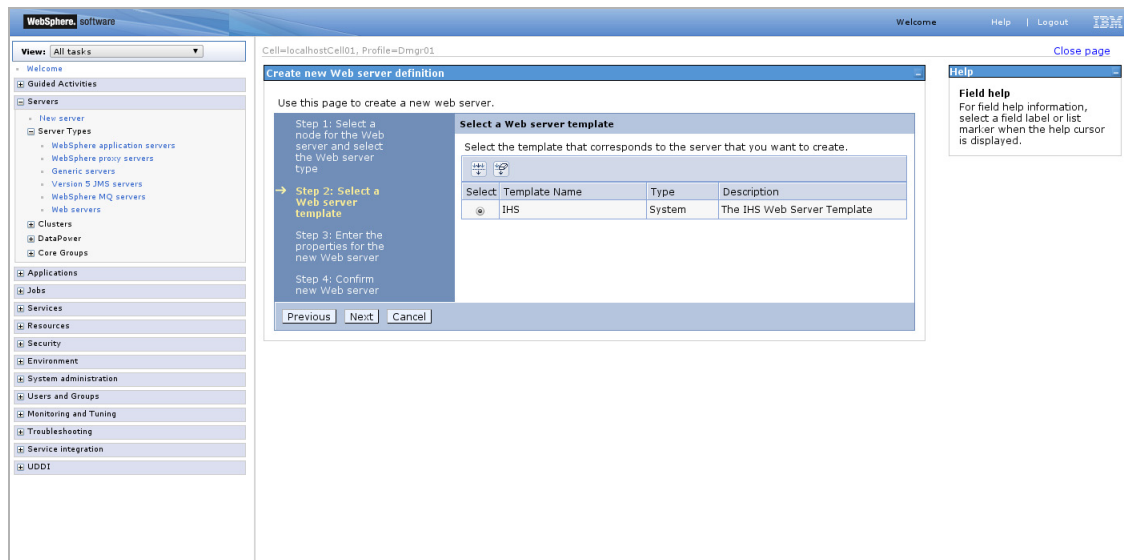 WebSphere. software
Welcome
Help | Logout
IBM
View: All tasks
Welcome
Guided Activities
Servers
New server
Server Types
WebSphere application servers
WebSphere proxy servers
Generic servers
Version 5 JMS servers
WebSphere MQ servers
Web servers
Clusters
DataPower
Core Groups
Applications
Jobs
Services
Resources
Security
Environment
System administration
Users and Groups
Monitoring and Tuning
Troubleshooting
Service integration
UDDI
Cell=localhostCell01, Profile=Dmgr01
Close page
Create new Web server definition
Use this page to create a new web server.
Step 1: Select a
node for the Web
server and select
the Web server
type
Step 2: Select a
Web server
template
Step 3: Enter the
properties for the
new Web server
Step 4: Confirm
new Web server
Select a Web server template
Select the template that corresponds to the server that you want to create.
Select Template Name Type Description
IHS System The IHS Web Server Template
Previous Next Cancel
Help
Field help
For field help information,
select a field label or list
marker when the help cursor
is displayed.